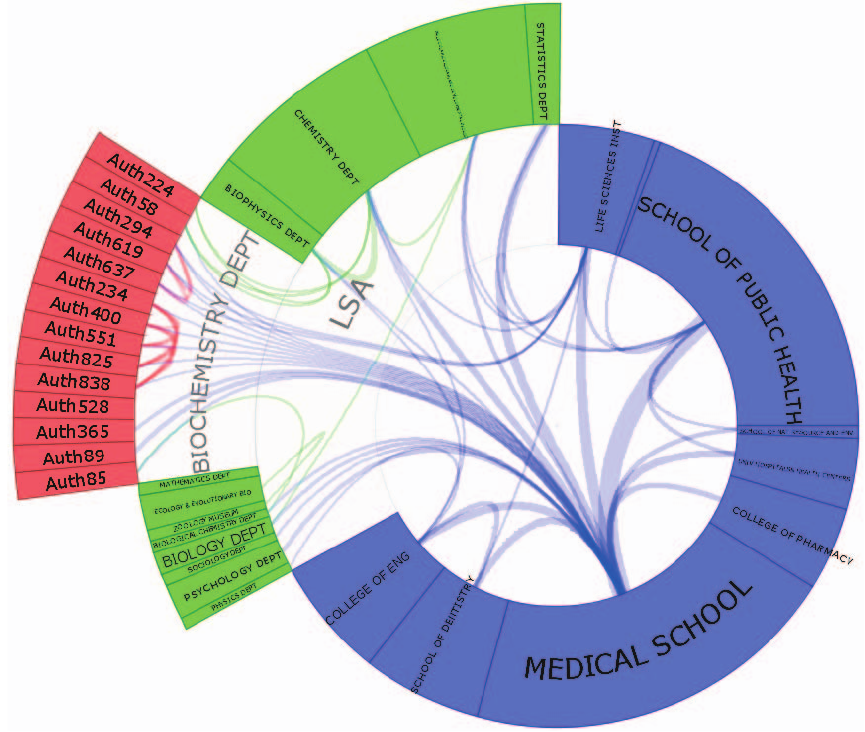 STATISTICS DEPT
CHEMISTRY DEPT
BIOPHYSICS DEPT
LIFE SCIENCES INST
SCHOOL OF PUBLIC HEALTH
Auth224
Auth58
Auth294
Auth619
Auth637
Auth234
Auth400
Auth551
Auth825
Auth838
Auth528
Auth365
Auth89
Auth85
BIOCHEMISTRY DEPT
LSA
MATHEMATICS DEPT
ECOLOGY & EVOLUTIONARY BIO
ZOOLOGY MUSEUM
BIOLOGICAL CHEMISTRY DEPT
BIOLOGY DEPT
SOCIOLOGY DEPT
PSYCHOLOGY DEPT
PHYSICS DEPT
COLLEGE OF ENG
SCHOOL OF DENTISTRY
MEDICAL SCHOOL
COLLEGE OF PHARMACY